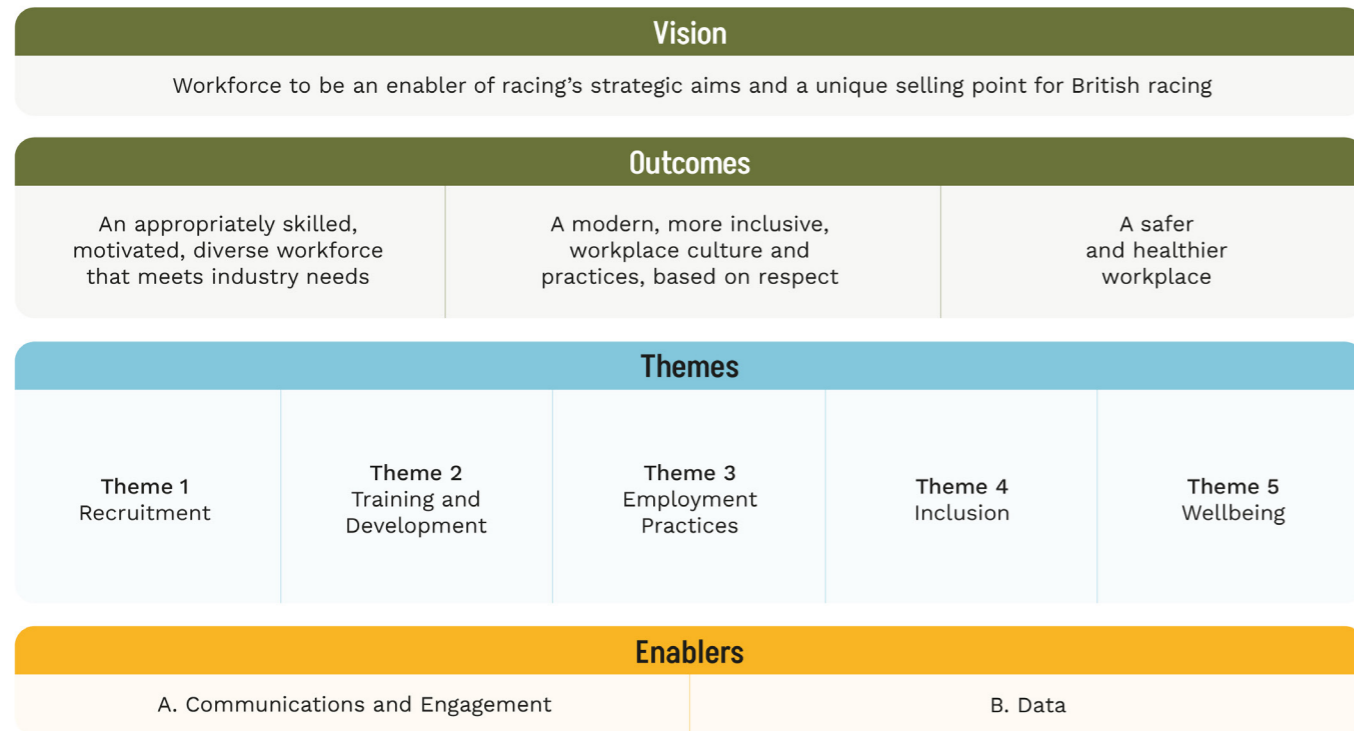 Vision
Workforce to be an enabler of racing’s strategic aims and a unique selling point for British racing
Outcomes
An appropriately skilled,
motivated, diverse workforce
that meets industry needs
A modern, more inclusive,
workplace culture and
practices, based on respect
A safer
and healthier
workplace
Themes
Theme 1
Recruitment
Theme 2
Training and
Development
Theme 3
Employment
Practices
Theme 4
Inclusion
Theme 5
Wellbeing
Enablers
A. Communications and Engagement
B. Data